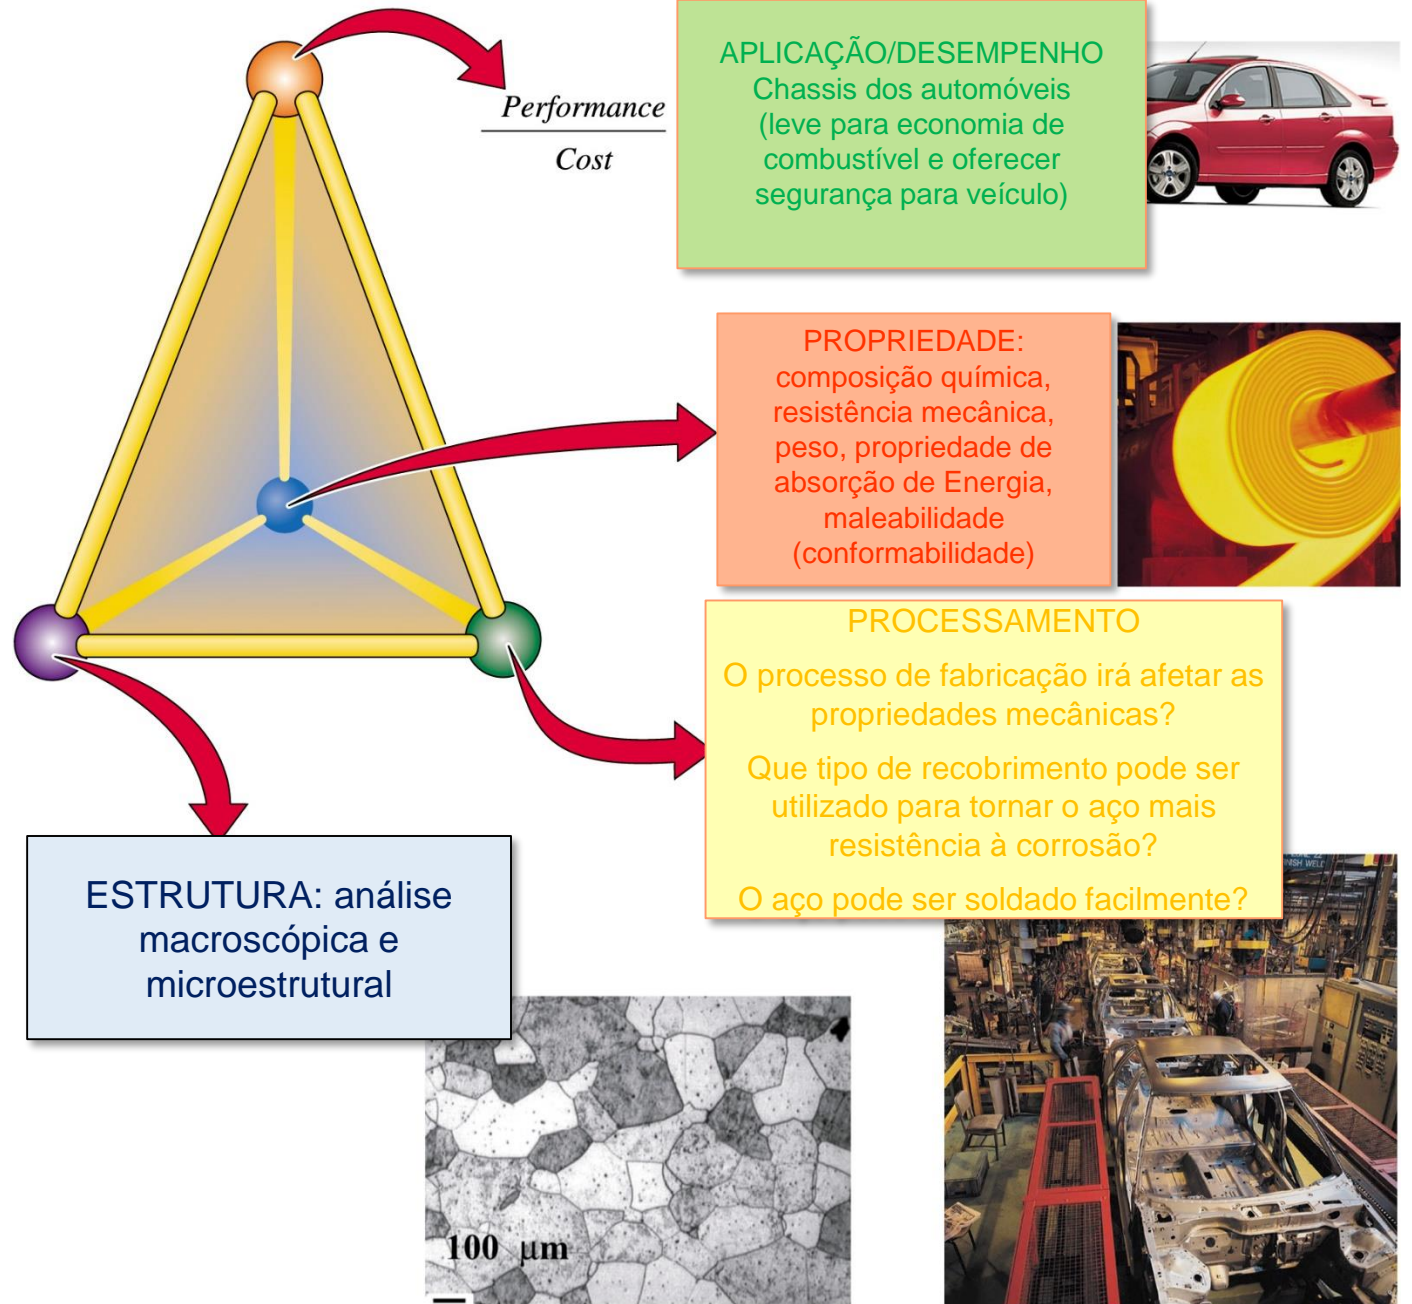 Performance
Cost
APLICAÇÃO/DESEMPENHO
Chassis dos automóveis
(leve para economia de
combustível e oferecer
segurança para veículo)
PROPRIEDADE:
composição química,
resistência mecânica,
peso, propriedade de
absorção de Energia,
maleabilidade
(conformabilidade)
PROCESSAMENTO
O processo de fabricação irá afetar as
propriedades mecânicas?
Que tipo de recobrimento pode ser
utilizado para tornar o aço mais
resistência à corrosão?
O aço pode ser soldado facilmente?
ESTRUTURA: análise
macroscópica e
microestrutural
100 μm